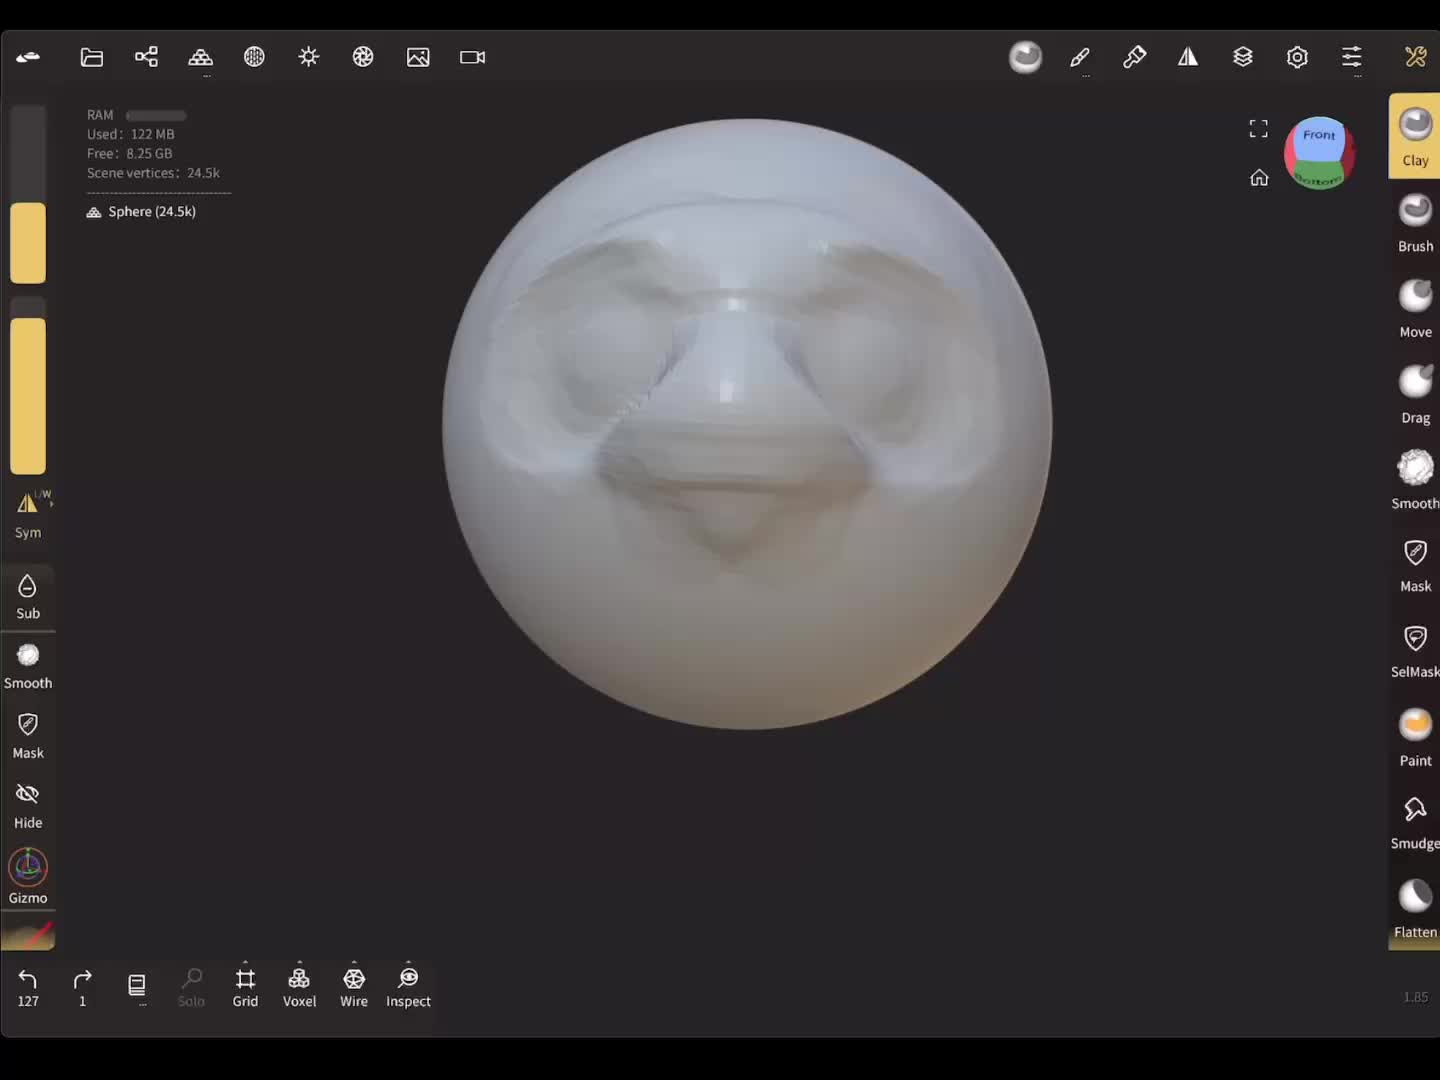 RAM
Used: 122 MB
Free: 8.25 GB
Scene vertices: 24.5k
Sphere (24.5k)
Front
Bottom
L/W
Sym
Sub
Smooth
Mask
Hide
Gizmo
Clay
Brush
Move
Drag
Smooth
Mask
SelMask
Paint
Smudge
Flatten
127
1
...
Solo
Grid
Voxel
Wire
Inspect
1.85